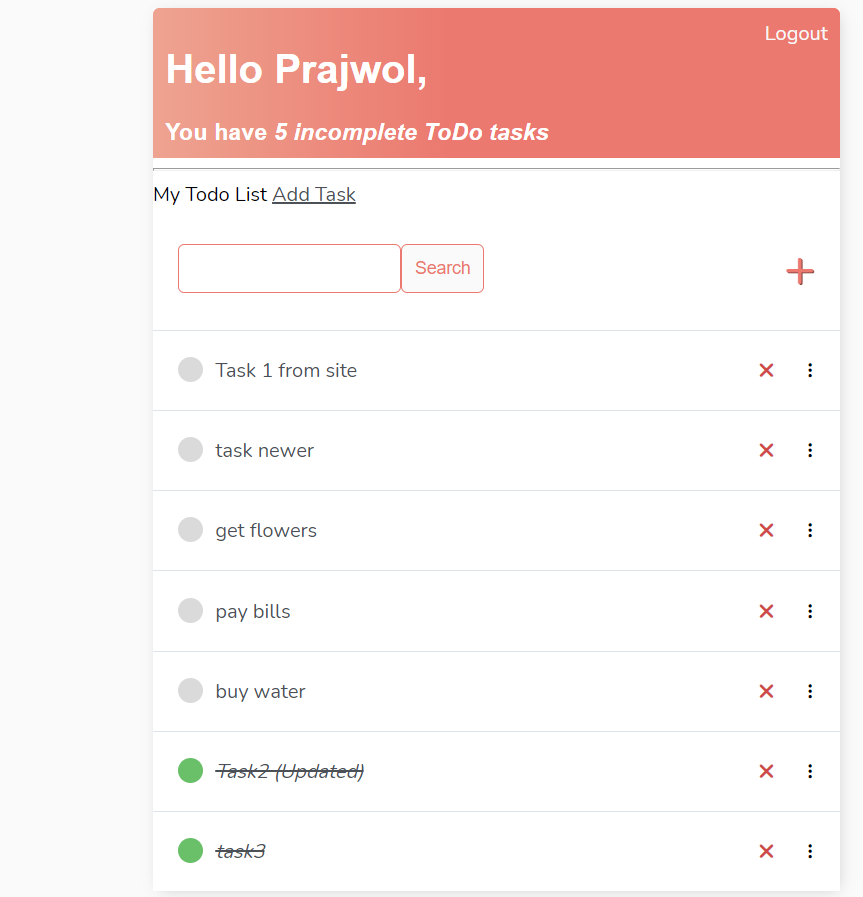 Logout
Hello Prajwol,
You have 5 incomplete ToDo tasks
My Todo List Add Task
Search
Task 1 from site
task newer
get flowers
pay bills
buy water
Task2 (Updated)
task3